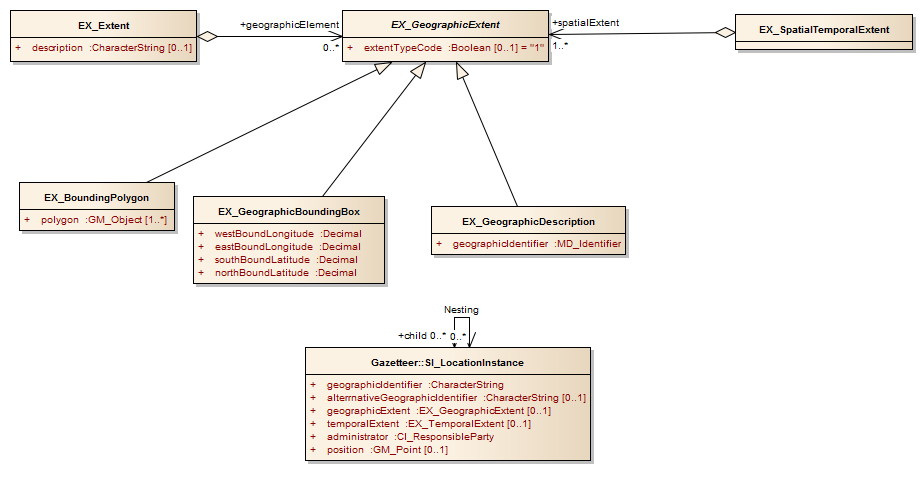 EX_Extent
+ description :CharacterString [0..1]
+geographicElement
0..*
EX_GeographicExtent
+ extentTypeCode :Boolean [0..1] = "1"
+spatialExtent
1..*
EX_SpatialTemporalExtent
EX_BoundingPolygon
+ polygon :GM_Object [1..*]
EX_GeographicBoundingBox
+ westBoundLongitude :Decimal
+ eastBoundLongitude :Decimal
+ southBoundLatitude :Decimal
+ northBoundLatitude :Decimal
EX_GeographicDescription
+ geographicIdentifier :MD_Identifier
Nesting
+child 0..* 0..*
Gazetteer::SI_LocationInstance
+ geographicIdentifier :CharacterString
+ alternativeGeographicIdentifier :CharacterString [0..1]
+ geographicExtent :EX_GeographicExtent [0..1]
+ temporalExtent :EX_TemporalExtent [0..1]
+ administrator :CI_ResponsibleParty
+ position :GM_Point [0..1]